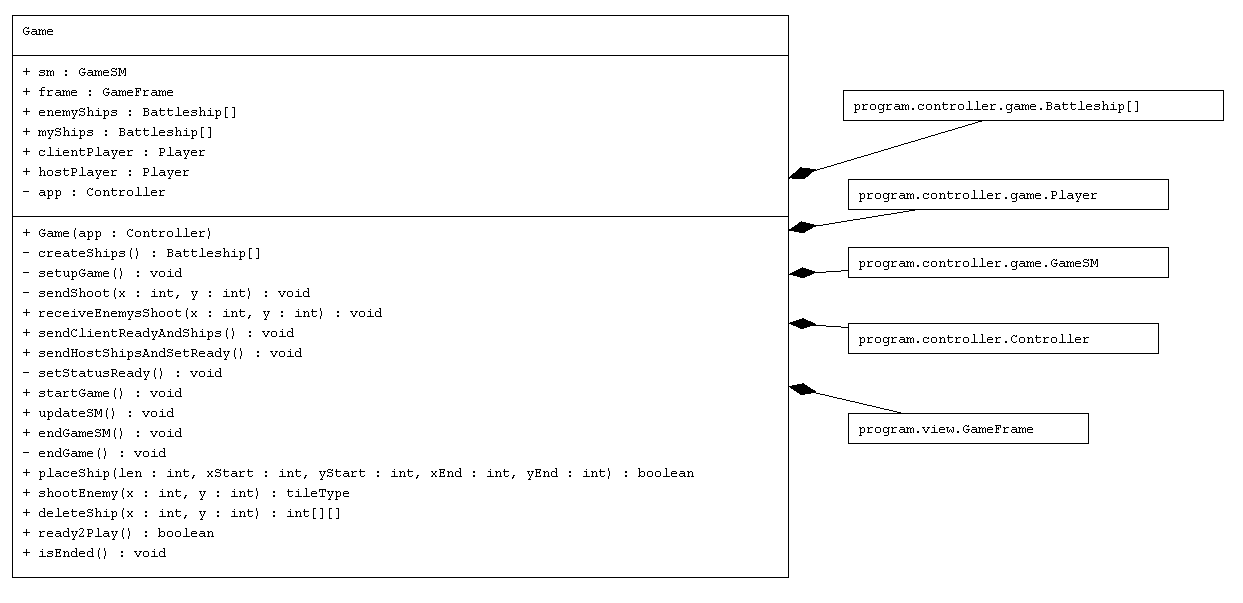 Game
+ sm : GameSM
+ frame : GameFrame
+ enemyShips : Battleship[]
+ myShips : Battleship[]
+ clientPlayer : Player
+ hostPlayer : Player
- app : Controller
+ Game(app : Controller)
- createShips() : Battleship[]
- setupGame() : void
- sendShoot(x : int, y : int) : void
+ receiveEnemysShoot(x : int, y : int) : void
+ sendClientReadyAndShips() : void
+ sendHostShipsAndSetReady() : void
- setStatusReady() : void
+ startGame() : void
+ updateSM() : void
+ endGameSM() : void
- endGame() : void
+ placeShip(len : int, xStart : int, yStart : int, xEnd : int, yEnd : int) : boolean
+ shootEnemy(x : int, y : int) : tileType
+ deleteShip(x : int, y : int) : int[][]
+ ready2Play() : boolean
+ isEnded() : void
program.controller.game.Battleship[]
program.controller.game.Player
program.controller.game.GameSM
program.controller.Controller
program.view.GameFrame